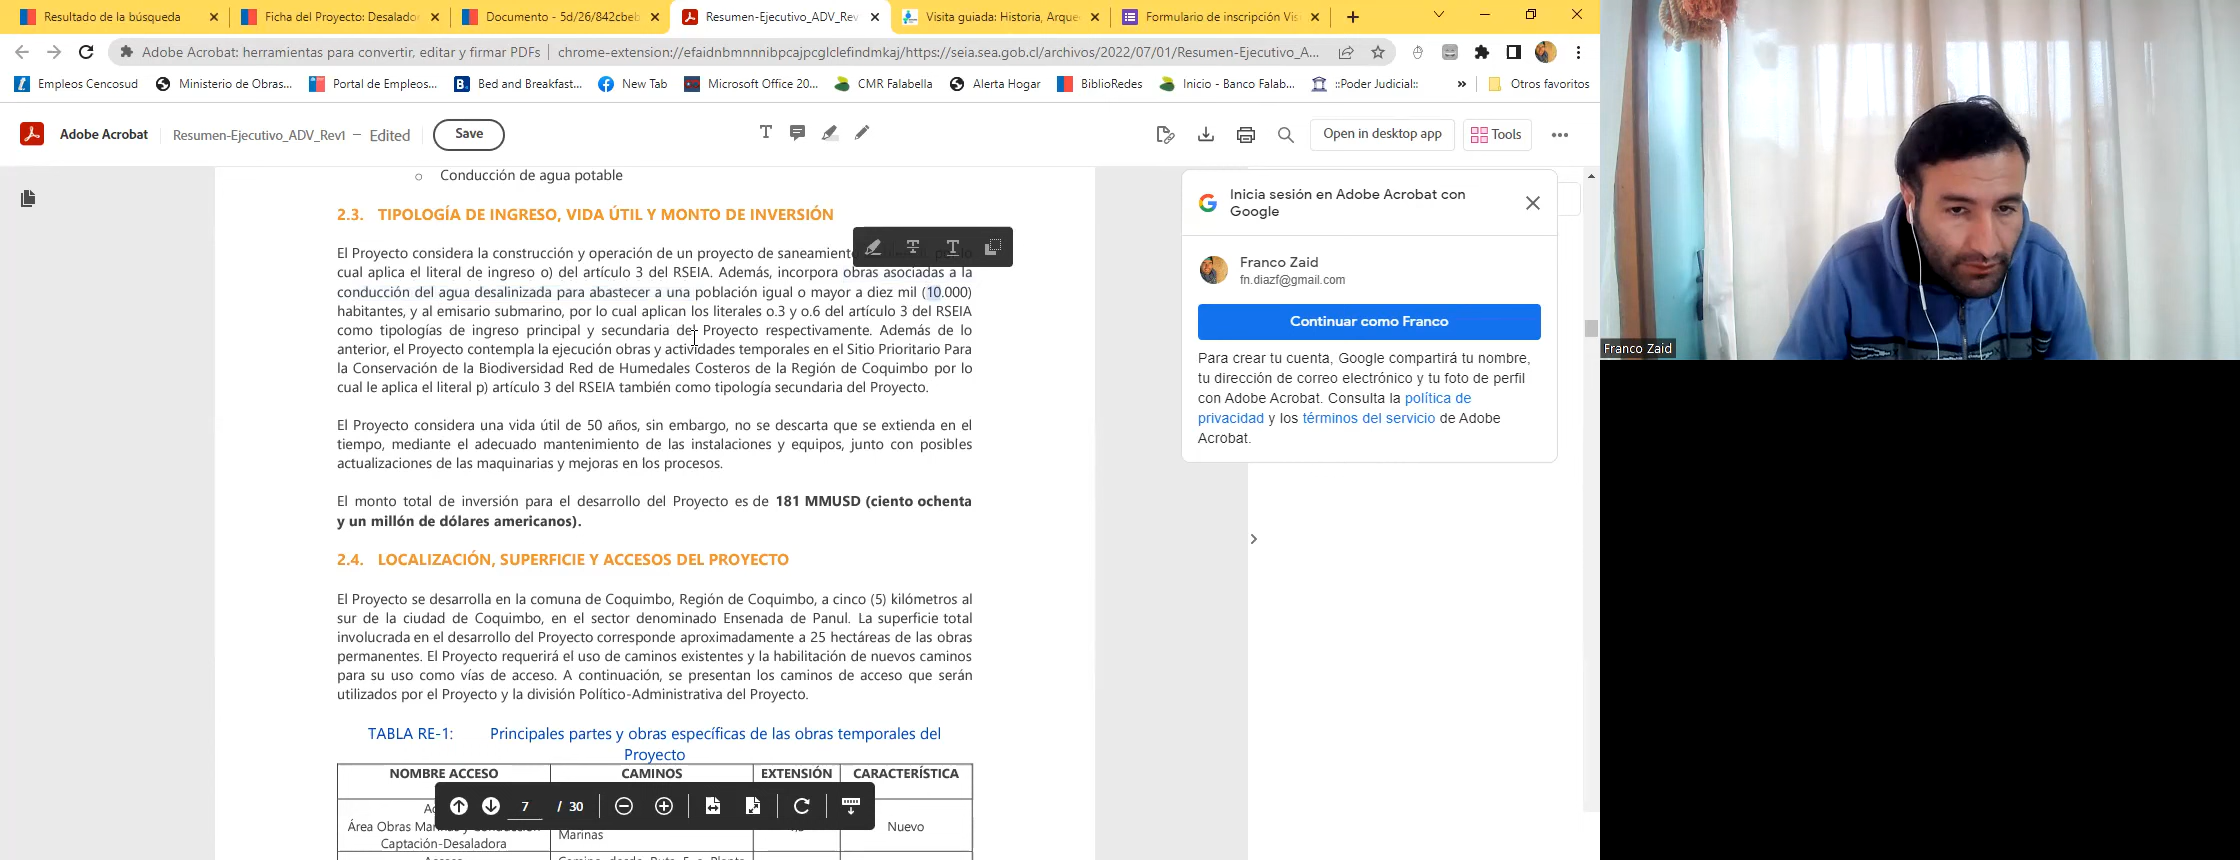 Resultado de la búsqueda
Ficha del Proyecto: Desalador
Documento - 5d/26/842cbeb
Resumen-Ejecutivo_ADV_Rev
Visita guiada: Historia, Arque
Formulario de inscripción Vis
Adobe Acrobat: herramientas para convertir, editar y firmar PDFs
chrome-extension://efaidnbmnnnibpcajpcglclefindmkaj/https://seia.sea.gob.cl/archivos/2022/07/01/Resumen-Ejecutivo_A...
Empleos Cencosud
Ministerio de Obras...
Portal de Empleos...
Bed and Breakfast...
New Tab
Microsoft Office 20...
CMR Falabella
Alerta Hogar
BiblioRedes
Inicio - Banco Falab...
::Poder Judicial::
»
Otros favoritos
Adobe Acrobat
Resumen-Ejecutivo_ADV_Rev1 — Edited
Save
Open in desktop app
Tools
o Conducción de agua potable
2.3. TIPOLOGÍA DE INGRESO, VIDA ÚTIL Y MONTO DE INVERSIÓN
El Proyecto considera la construcción y operación de un proyecto de saneamiento
cual aplica el literal de ingreso o) del artículo 3 del RSEIA. Además, incorpora obras asociadas a la
conducción del agua desalinizada para abastecer a una población igual o mayor a diez mil (10.000)
habitantes, y al emisario submarino, por lo cual aplican los literales o.3 y o.6 del artículo 3 del RSEIA
como tipologías de ingreso principal y secundaria del Proyecto respectivamente. Además de lo
anterior, el Proyecto contempla la ejecución obras y actividades temporales en el Sitio Prioritario Para
la Conservación de la Biodiversidad Red de Humedales Costeros de la Región de Coquimbo por lo
cual le aplica el literal p) artículo 3 del RSEIA también como tipología secundaria del Proyecto.
El Proyecto considera una vida útil de 50 años, sin embargo, no se descarta que se extienda en el
tiempo, mediante el adecuado mantenimiento de las instalaciones y equipos, junto con posibles
actualizaciones de las maquinarias y mejoras en los procesos.
El monto total de inversión para el desarrollo del Proyecto es de 181 MMUSD (ciento ochenta
y un millón de dólares americanos).
2.4. LOCALIZACIÓN, SUPERFICIE Y ACCESOS DEL PROYECTO
El Proyecto se desarrolla en la comuna de Coquimbo, Región de Coquimbo, a cinco (5) kilómetros al
sur de la ciudad de Coquimbo, en el sector denominado Ensenada de Panul. La superficie total
involucrada en el desarrollo del Proyecto corresponde aproximadamente a 25 hectáreas de las obras
permanentes. El Proyecto requerirá el uso de caminos existentes y la habilitación de nuevos caminos
para su uso como vías de acceso. A continuación, se presentan los caminos de acceso que serán
utilizados por el Proyecto y la división Político-Administrativa del Proyecto.
TABLA RE-1: Principales partes y obras específicas de las obras temporales del
Proyecto
NOMBRE ACCESO CAMINOS EXTENSIÓN CARACTERÍSTICA
7 / 30
Área Obras
Marinas
Nuevo
Captación-Desaladora
Inicia sesión en Adobe Acrobat con
Google
Franco Zaid
fn.diazf@gmail.com
Continuar como Franco
Para crear tu cuenta, Google compartirá tu nombre,
tu dirección de correo electrónico y tu foto de perfil
con Adobe Acrobat. Consulta la política de
privacidad y los términos del servicio de Adobe
Acrobat.
Franco Zaid